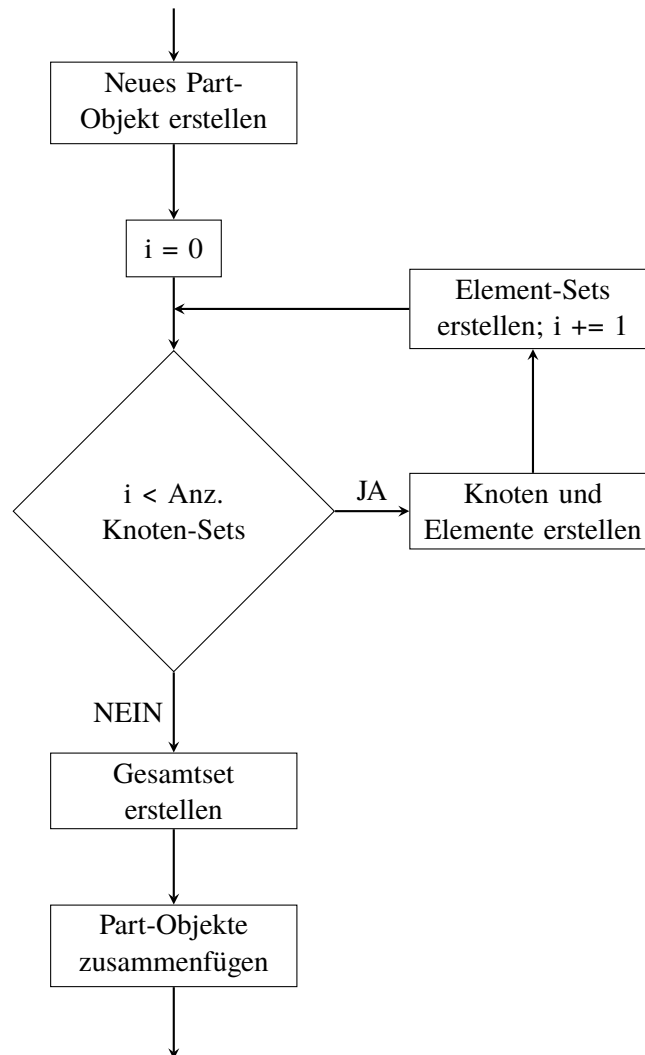 Neues Part-
Objekt erstellen
i = 0
Element-Sets
erstellen; i += 1
i < Anz.
Knoten-Sets
JA
Knoten und
Elemente erstellen
NEIN
Gesamtset
erstellen
Part-Objekte
zusammenfügen